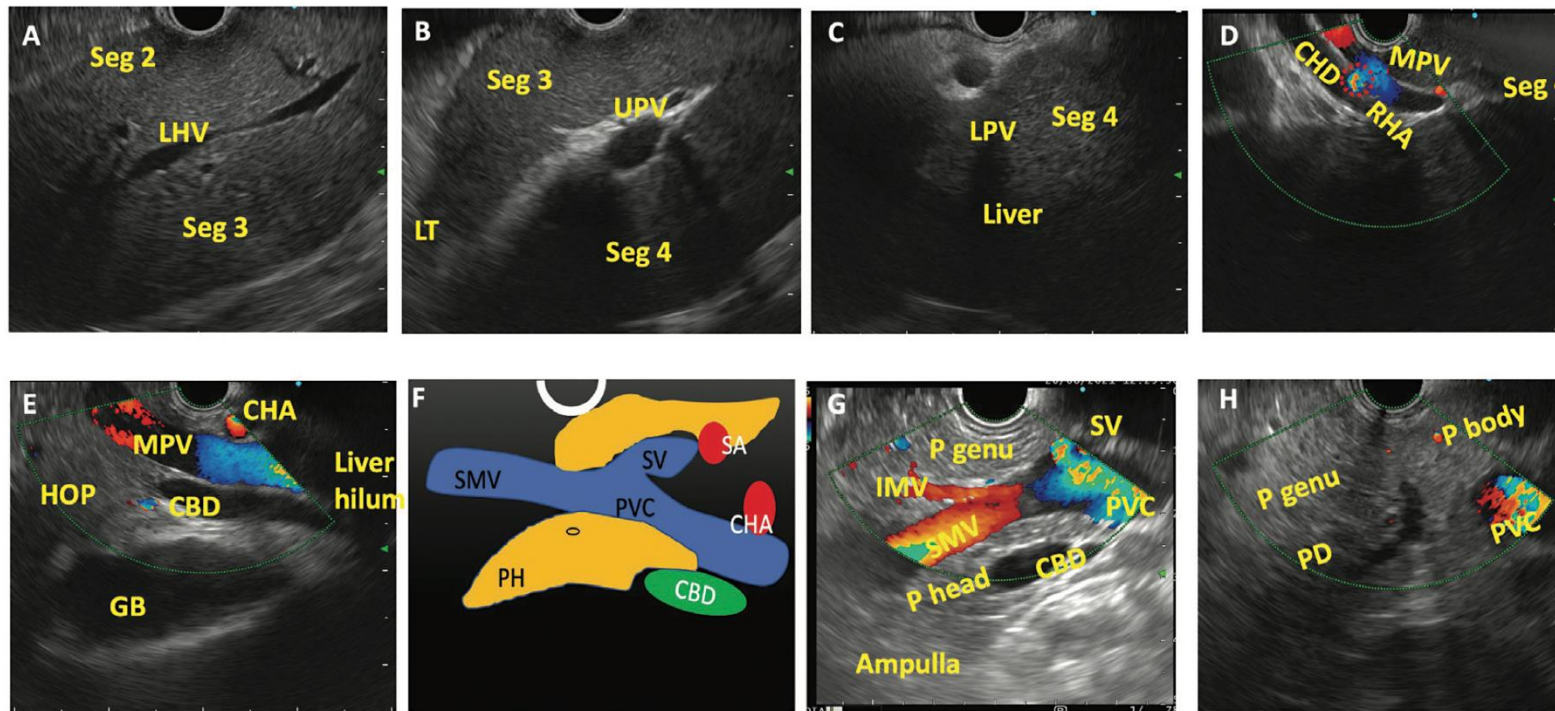 A
Seg 2
LHV
Seg 3
B
Seg 3
UPV
LT
Seg 4
C
LPV
Seg 4
Liver
D
CHD
MPV
RHA
Seg
E
CHA
MPV
HOP
CBD
Liver
hilum
GB
F
SMV
SV
SA
PVC
CHA
PH
CBD
G
P genu
SV
IMV
SMV
PVC
P head
CBD
Ampulla
H
P body
P genu
PD
PVC